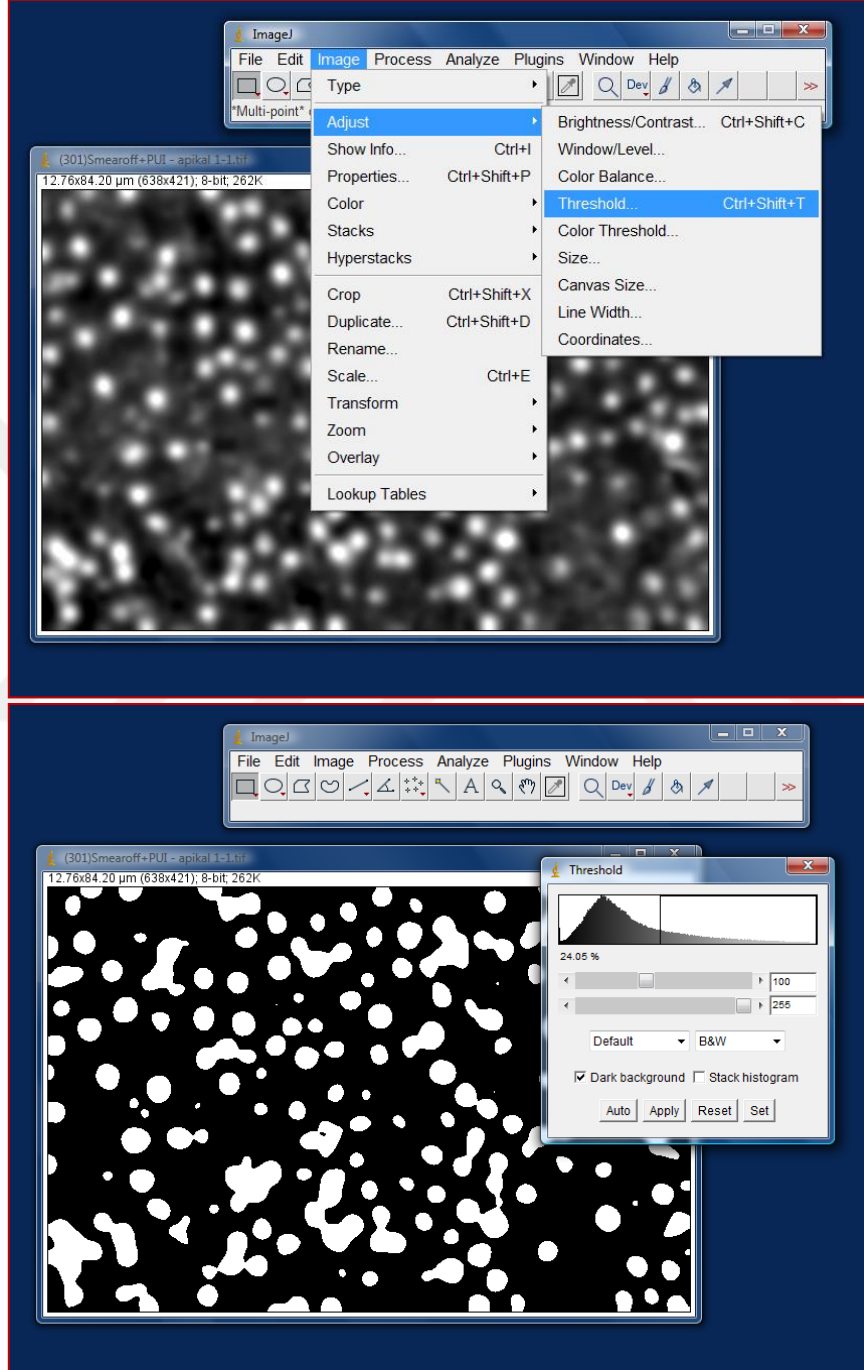 ImageJ
File Edit Image Process Analyze Plugins Window Help
Dev
*Multi-point*
Type
Adjust
Show Info... Ctrl+I
Properties... Ctrl+Shift+P
Color
Stacks
Hyperstacks
Crop Ctrl+Shift+X
Duplicate... Ctrl+Shift+D
Rename...
Scale... Ctrl+E
Transform
Zoom
Overlay
Lookup Tables
Brightness/Contrast... Ctrl+Shift+C
Window/Level...
Color Balance...
Threshold... Ctrl+Shift+T
Color Threshold...
Size...
Canvas Size...
Line Width...
Coordinates...
(301)Smearoff+PUI - apikal 1-1.tif
12.76x84.20 µm (638x421); 8-bit; 262K
ImageJ
File Edit Image Process Analyze Plugins Window Help
A Dev
(301)Smearoff+PUI - apikal 1-1.tif
12.76x84.20 µm (638x421); 8-bit; 262K
Threshold
24.05 %
100
255
Default B&W
Dark background Stack histogram
Auto Apply Reset Set